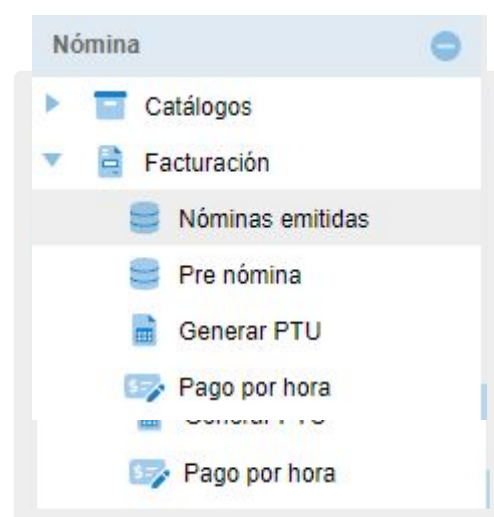 Nómina
Catálogos
Facturación
Nóminas emitidas
Pre nómina
Generar PTU
Pago por hora
Pago por hora